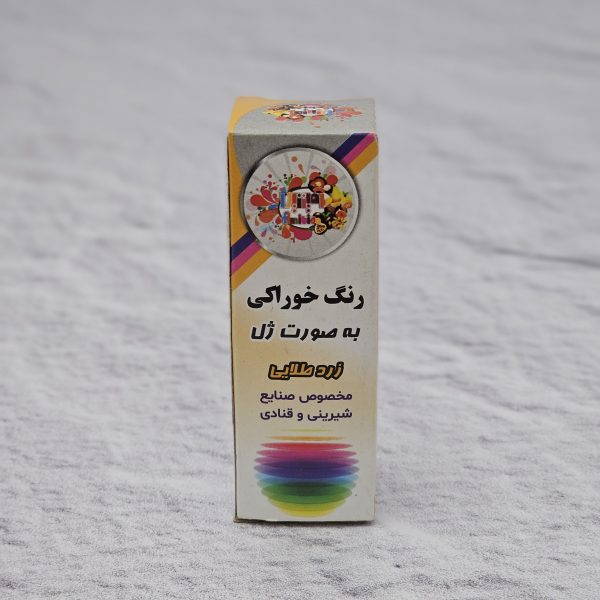 رنگ خوراکی
به صورت ژل
زرد طلایی
مخصوص صنایع
شیرینی و قنادی